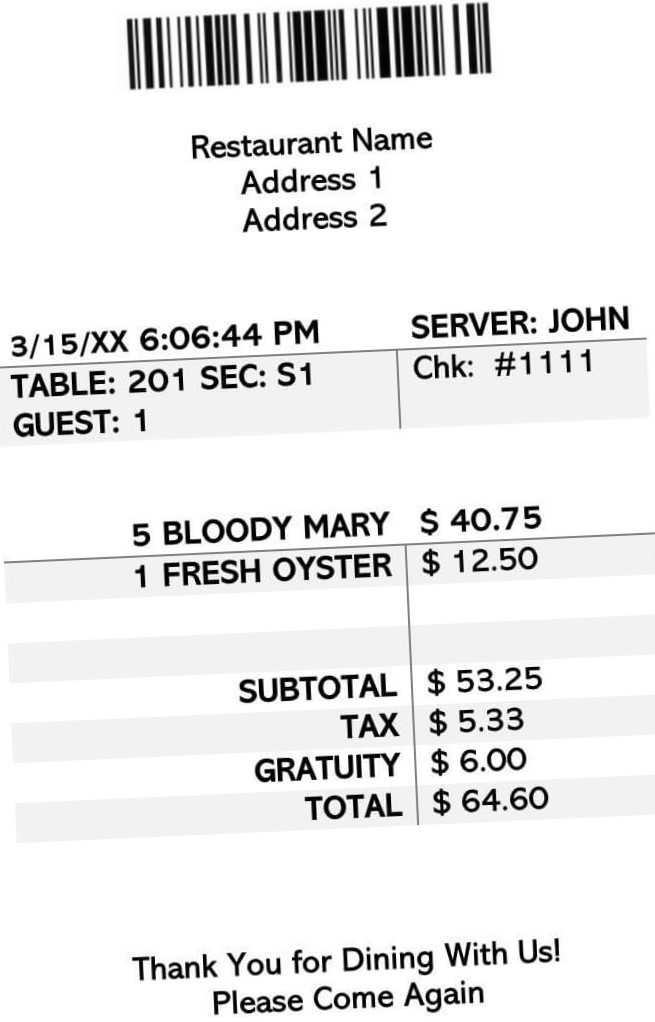 Restaurant Name
Address 1
Address 2
3/15/XX 6:06:44 PM SERVER: JOHN
TABLE: 201 SEC: S1 Chk: #1111
GUEST: 1
5 BLOODY MARY $ 40.75
1 FRESH OYSTER $ 12.50
SUBTOTAL $ 53.25
TAX $ 5.33
GRATUITY $ 6.00
TOTAL $ 64.60
Thank You for Dining With Us!
Please Come Again